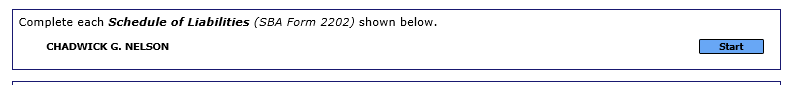 Complete each Schedule of Liabilities (SBA Form 2202) shown below.
CHADWICK G. NELSON
Start